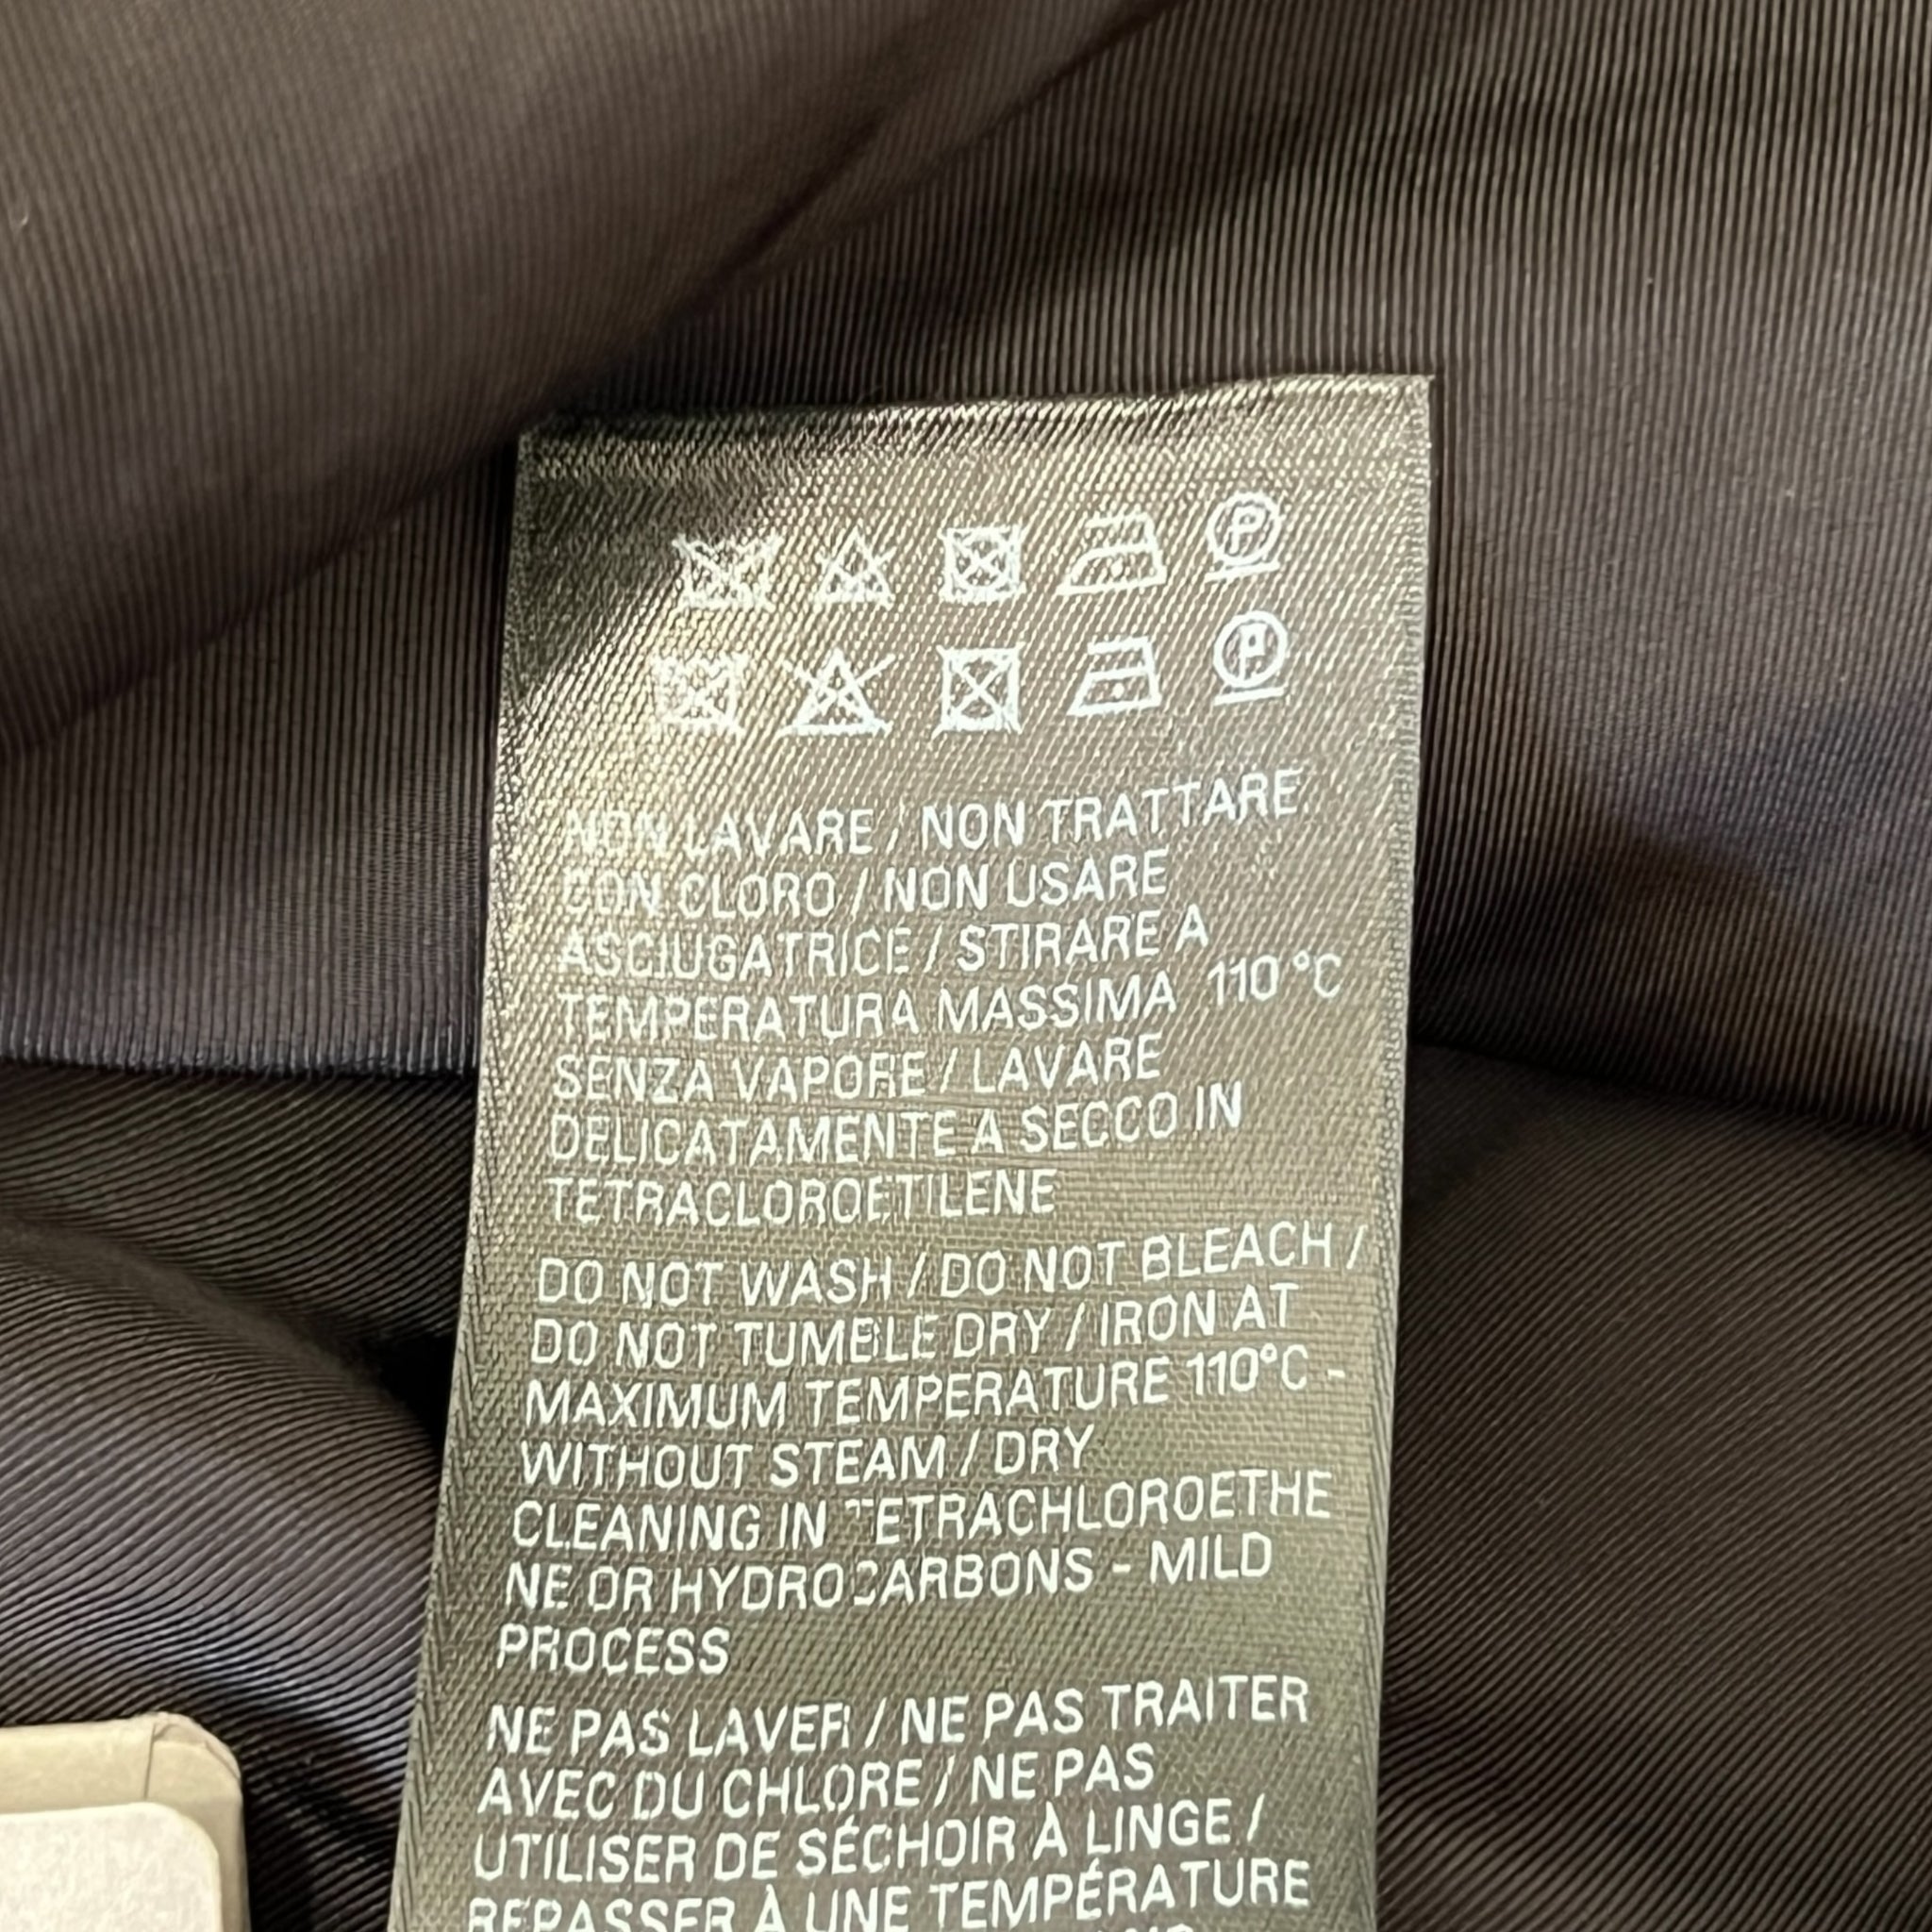 P
P
NON LAVARE / NON TRATTARE
CON CLORO / NON USARE
ASCIUGATRICE / STIRARE A
TEMPERATURA MASSIMA 110 °C
SENZA VAPORE / LAVARE
DELICATAMENTE A SECCO IN
TETRACLOROETILENE
DO NOT WASH / DO NOT BLEACH /
DO NOT TUMBLE DRY / IRON AT
MAXIMUM TEMPERATURE 110°C -
WITHOUT STEAM / DRY
CLEANING IN TETRACHLOROETHE
NE OR HYDROCARBONS - MILD
PROCESS
NE PAS LAVER / NE PAS TRAITER
AVEC DU CHLORE / NE PAS
UTILISER DE SÉCHOIR À LINGE /
REPASSER À UNE TEMPÉRATURE